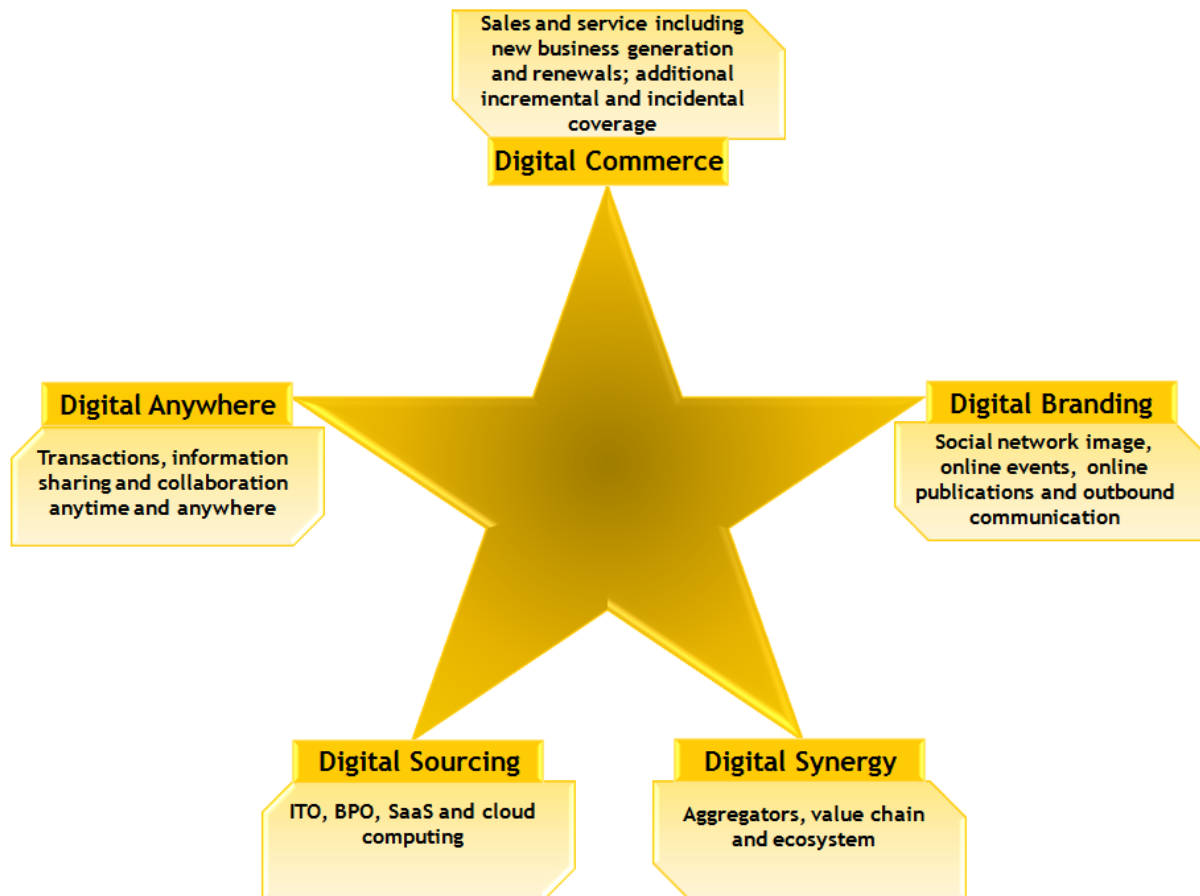 Sales and service including
new business generation
and renewals; additional
incremental and incidental
coverage
Digital Commerce
Digital Anywhere
Transactions, information
sharing and collaboration
anytime and anywhere
Digital Branding
Social network image,
online events, online
publications and outbound
communication
Digital Sourcing
ITO, BPO, SaaS and cloud
computing
Digital Synergy
Aggregators, value chain
and ecosystem